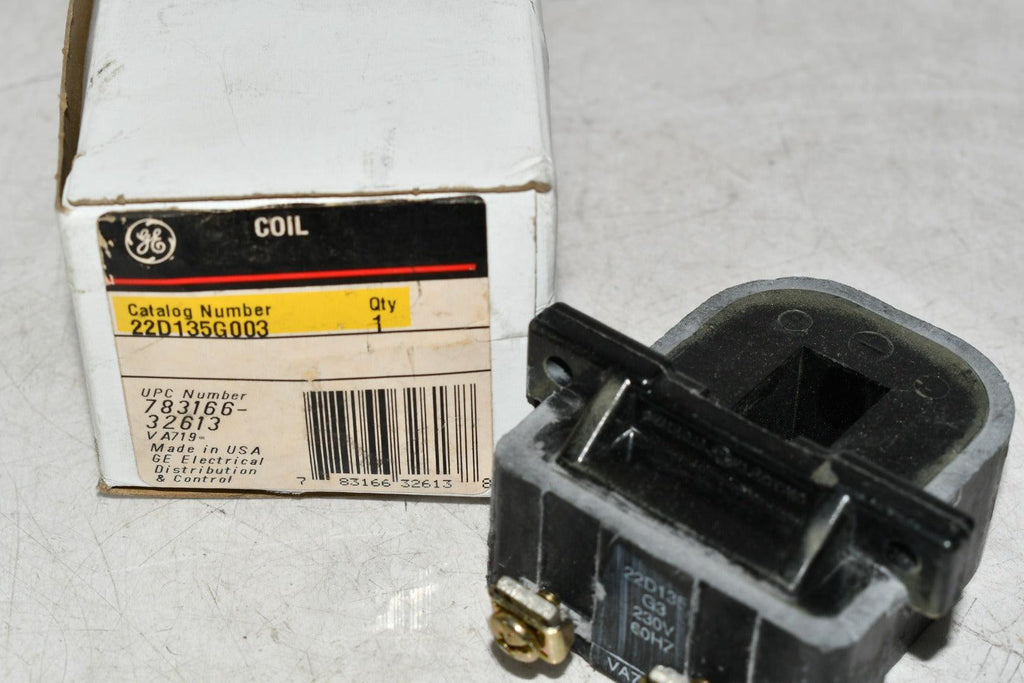 GE
COIL
Catalog Number Qty
22D135G003 1
UPC Number
783166-
32613
VA719-
Made in USA
GE Electrical
Distribution
& Control
7 83166 32613 8
22D135
G3
230V
60HZ
VA7